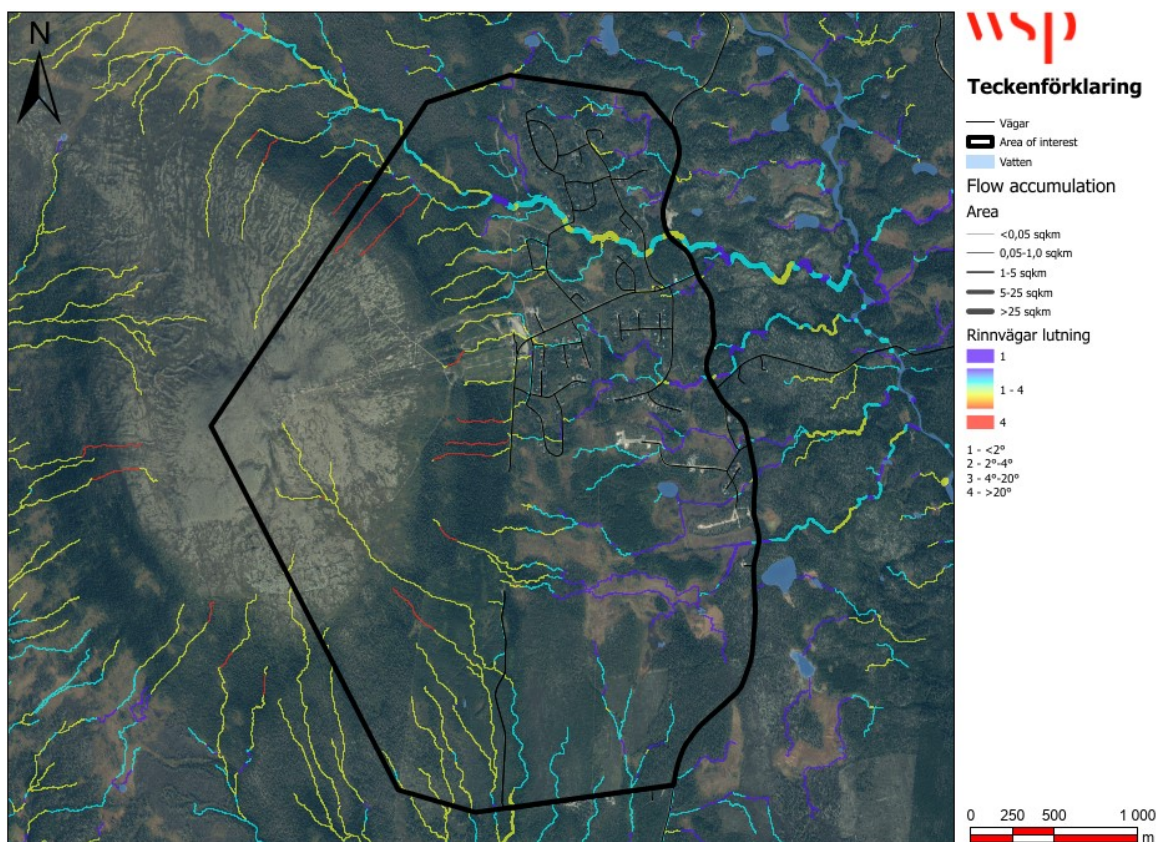 N
wsp
Teckenförklaring
Vägar
Area of interest
Vatten
Flow accumulation
Area
<0,05 sqkm
0,05-1,0 sqkm
1-5 sqkm
5-25 sqkm
>25 sqkm
Rinnvägar lutning
1
1 - 4
4
1 - <2°
2 - 2°-4°
3 - 4°-20°
4 - >20°
0 250 500 1 000
m